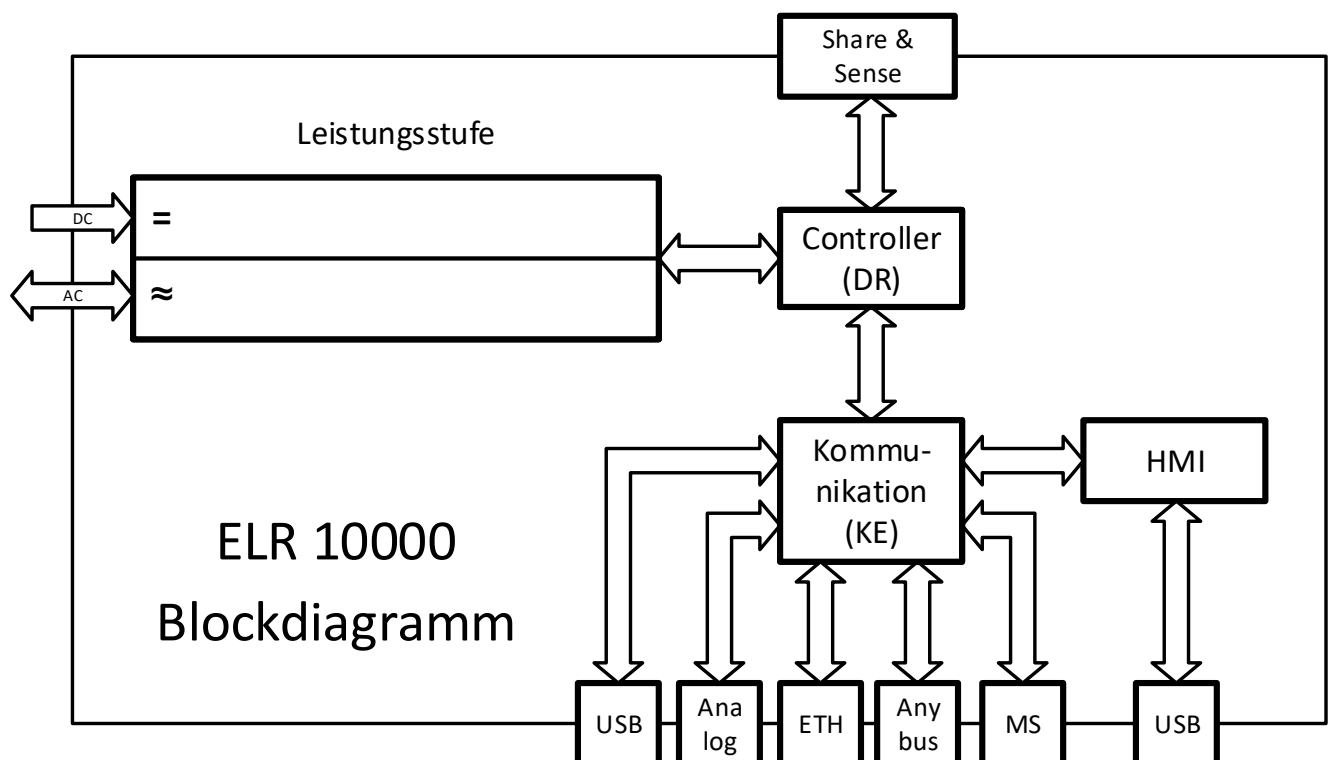 Share &
Sense
Leistungsstufe
DC
=
AC
≈
Controller
(DR)
Kommu-
nikation
(KE)
HMI
ELR 10000
Blockdiagramm
USB
Ana
log
ETH
Any
bus
MS
USB